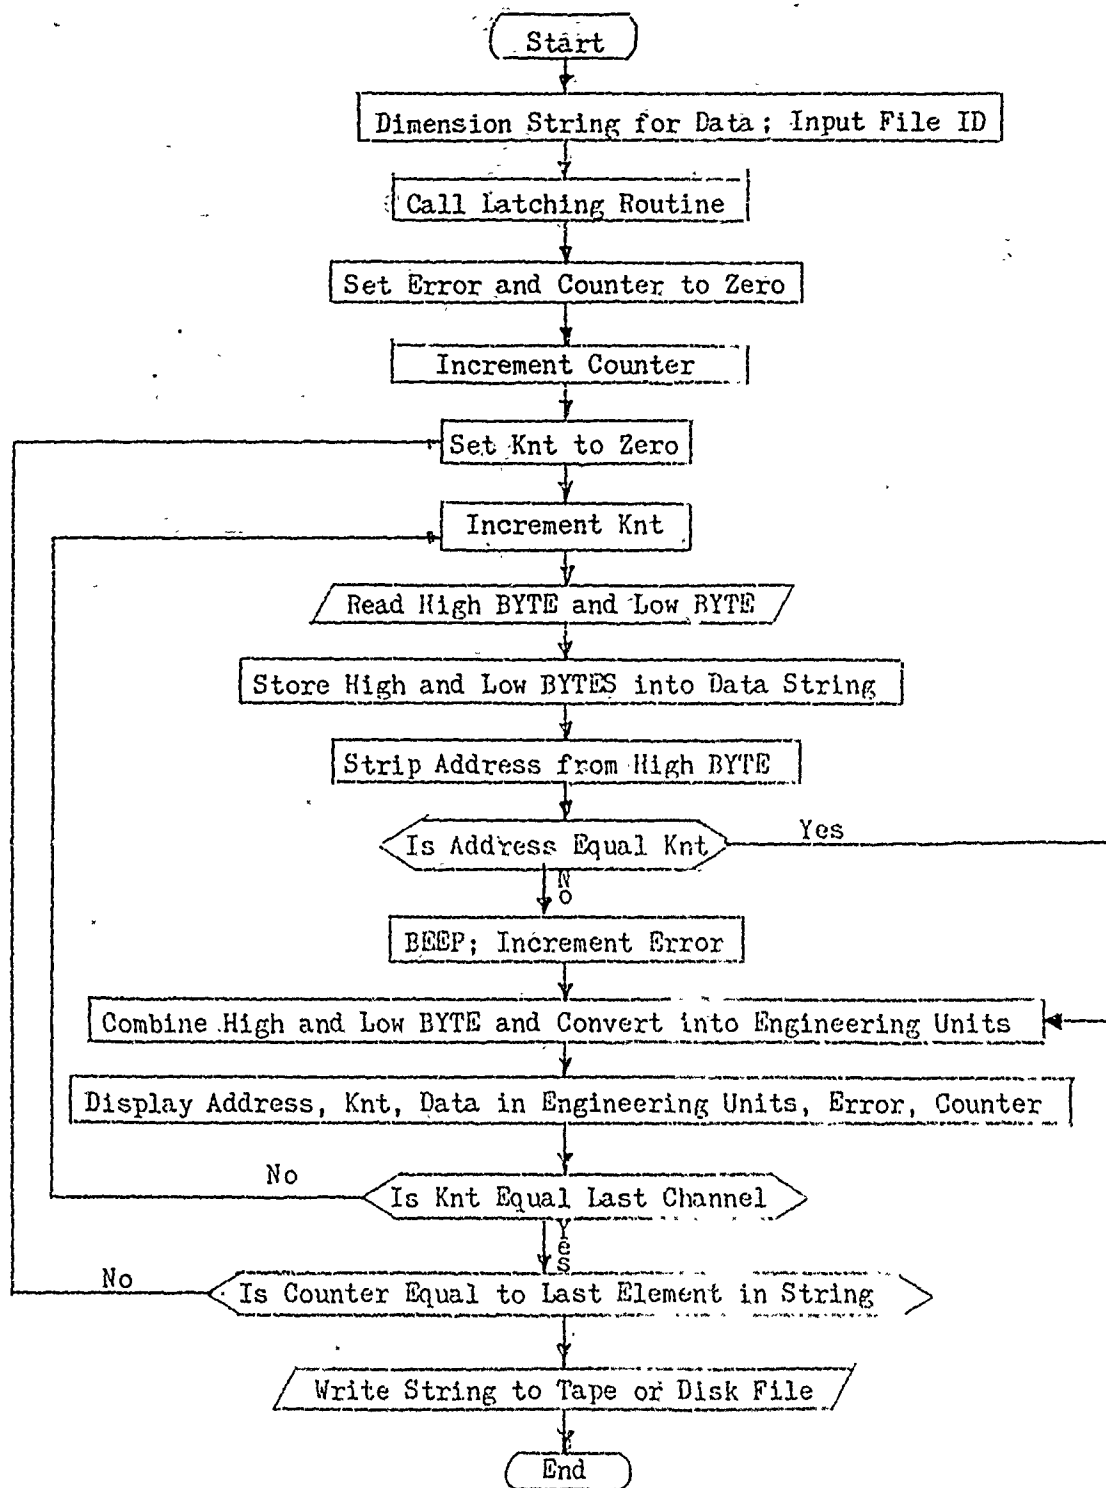 Start
Dimension String for Data; Input File ID
Call Latching Routine
Set Error and Counter to Zero
Increment Counter
Set Knt to Zero
Increment Knt
Read High BYTE and Low BYTE
Store High and Low BYTES into Data String
Strip Address from High BYTE
Is Address Equal Knt
Yes
No
BEEP; Increment Error
Combine High and Low BYTE and Convert into Engineering Units
Display Address, Knt, Data in Engineering Units, Error, Counter
No
Is Knt Equal Last Channel
Yes
No
Is Counter Equal to Last Element in String
Write String to Tape or Disk File
End